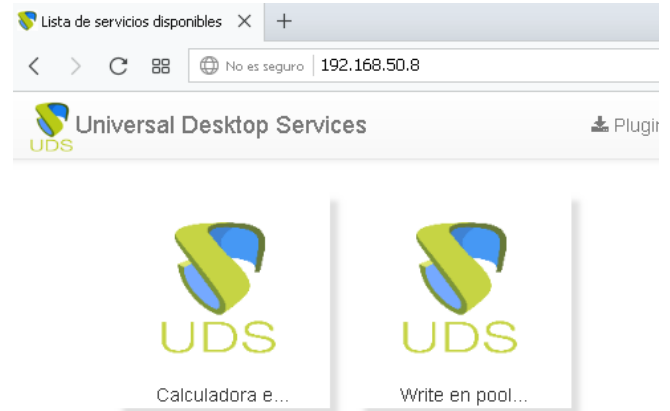 Lista de servicios disponibles
No es seguro 192.168.50.8
UDS Universal Desktop Services Plugin
UDS UDS
Calculadora e... Write en pool...